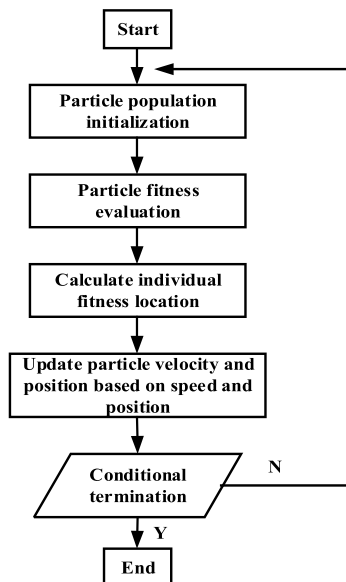 Start
Particle population
initialization
Particle fitness
evaluation
Calculate individual
fitness location
Update particle velocity and
position based on speed and
position
Conditional
termination
N
Y
End